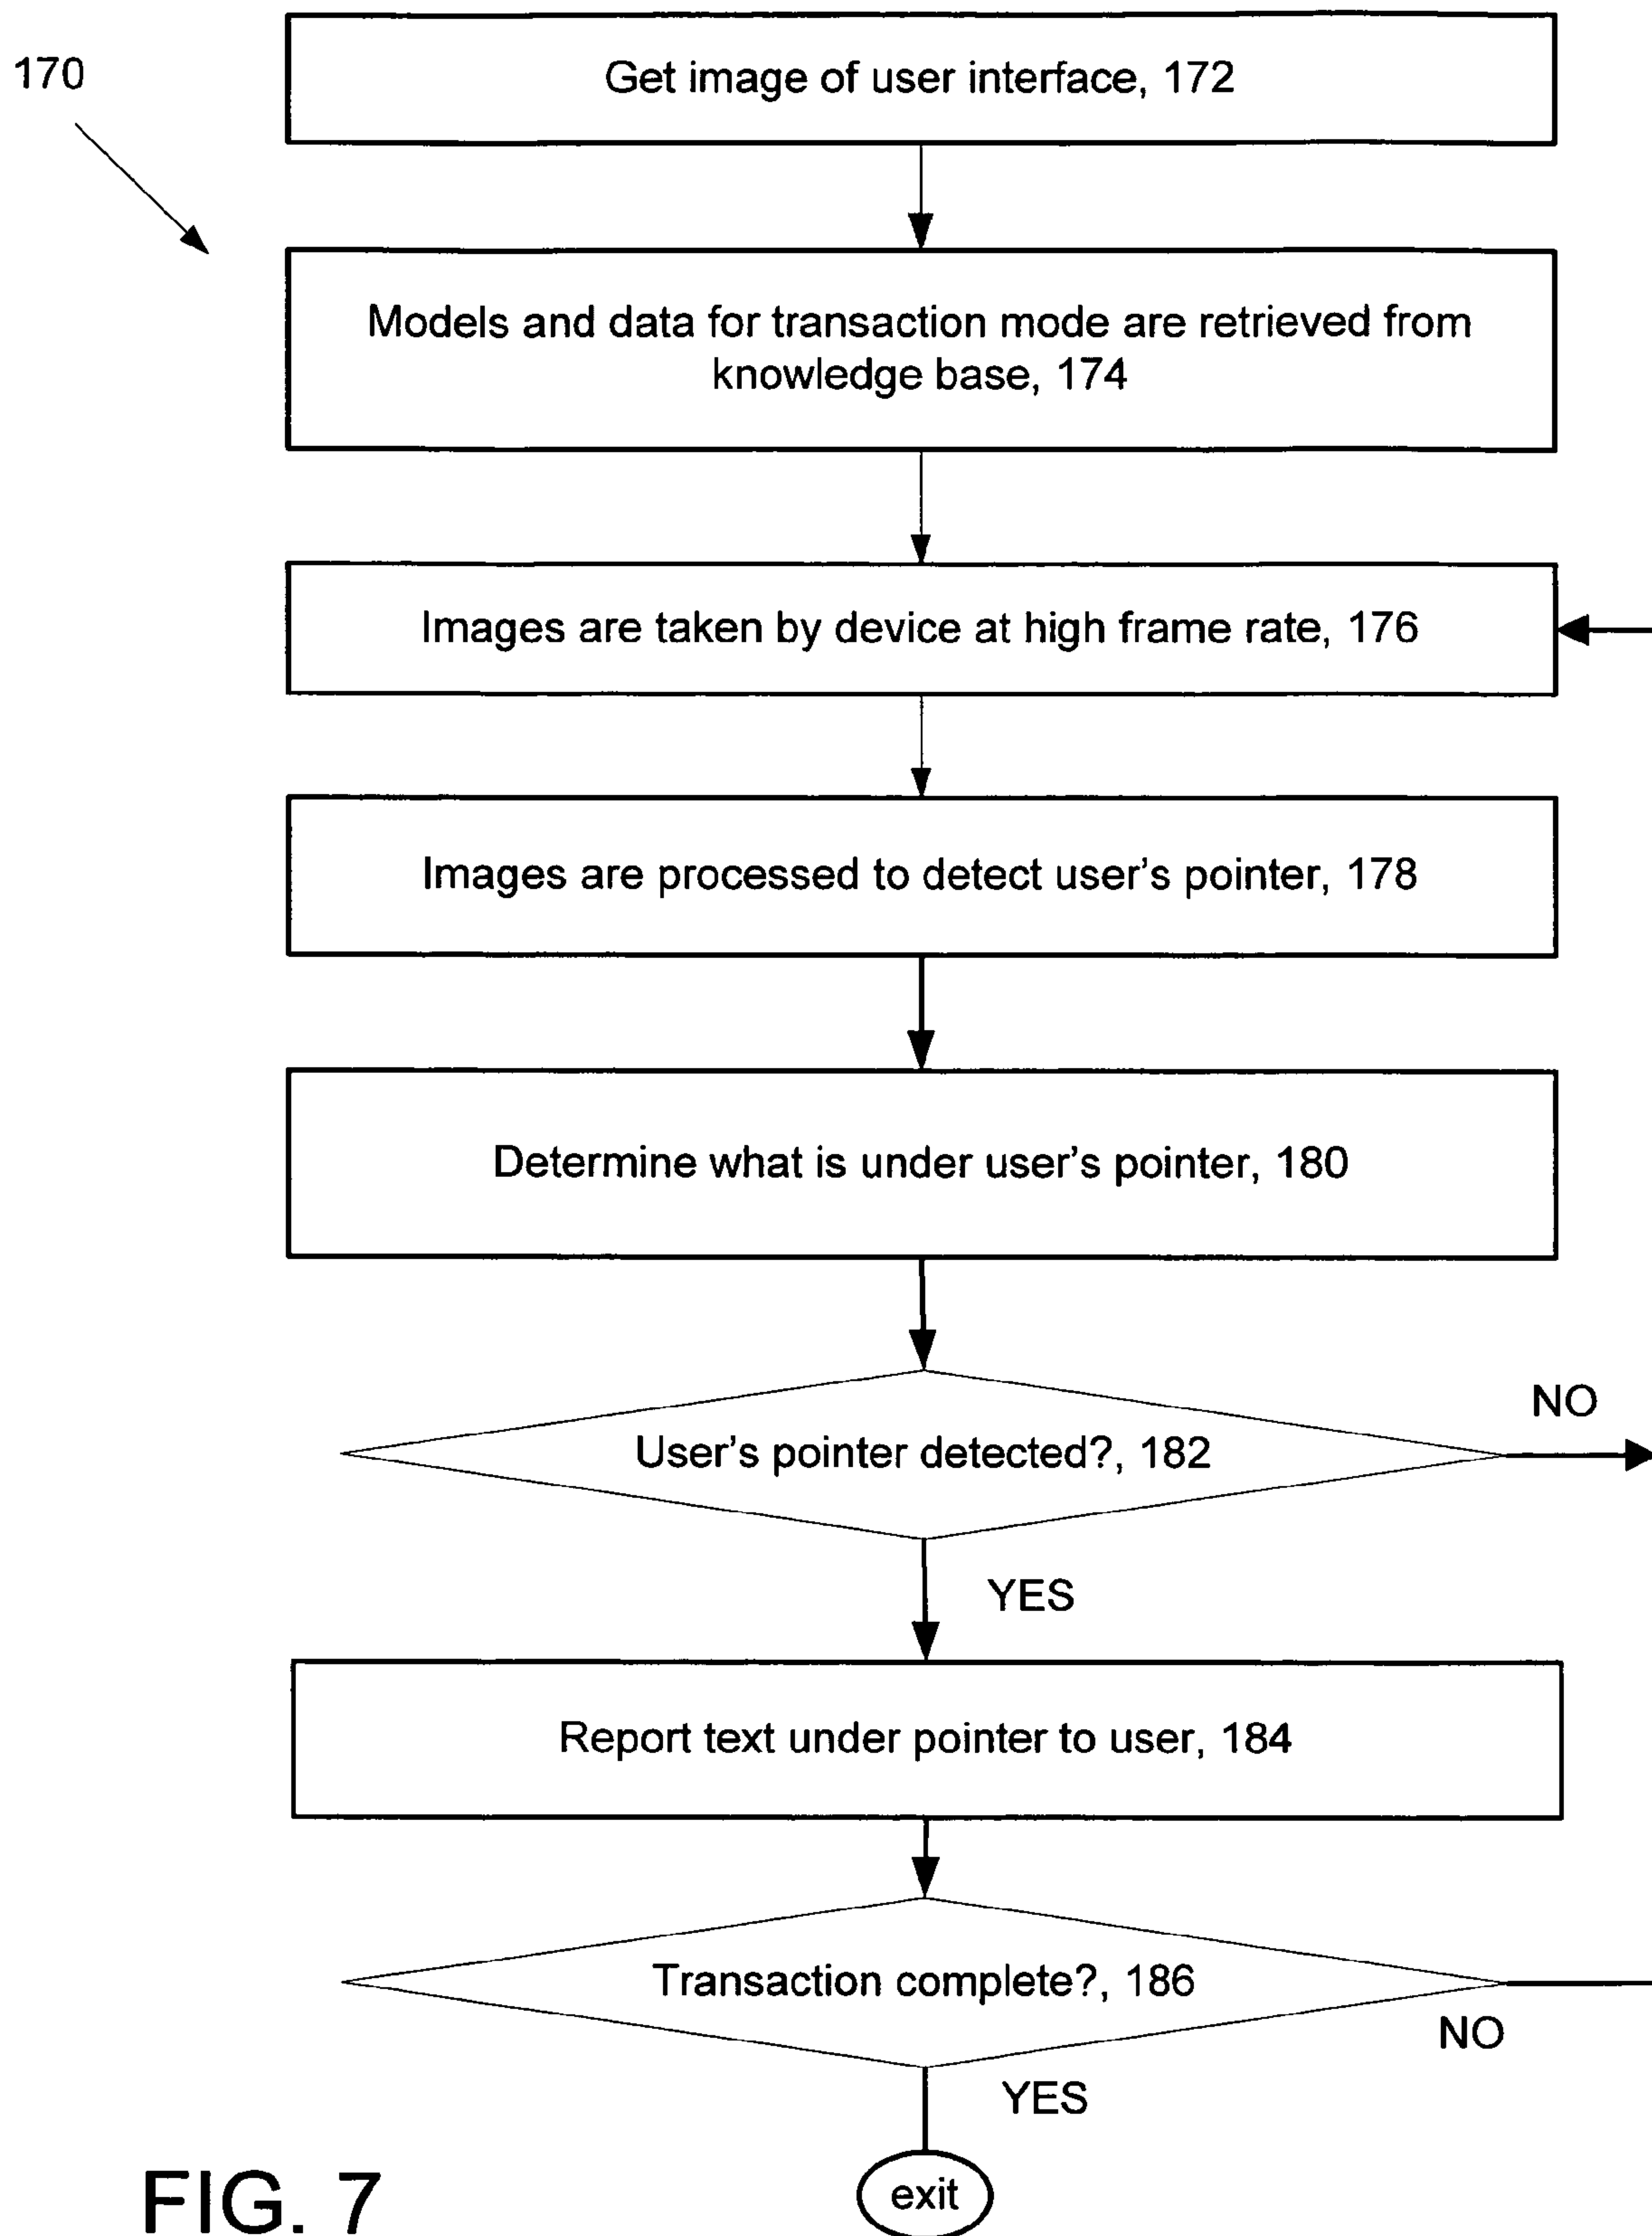 170
Get image of user interface, 172
Models and data for transaction mode are retrieved from
knowledge base, 174
Images are taken by device at high frame rate, 176
Images are processed to detect user's pointer, 178
Determine what is under user's pointer, 180
User's pointer detected?, 182
NO
YES
Report text under pointer to user, 184
Transaction complete?, 186
NO
YES
exit
FIG. 7